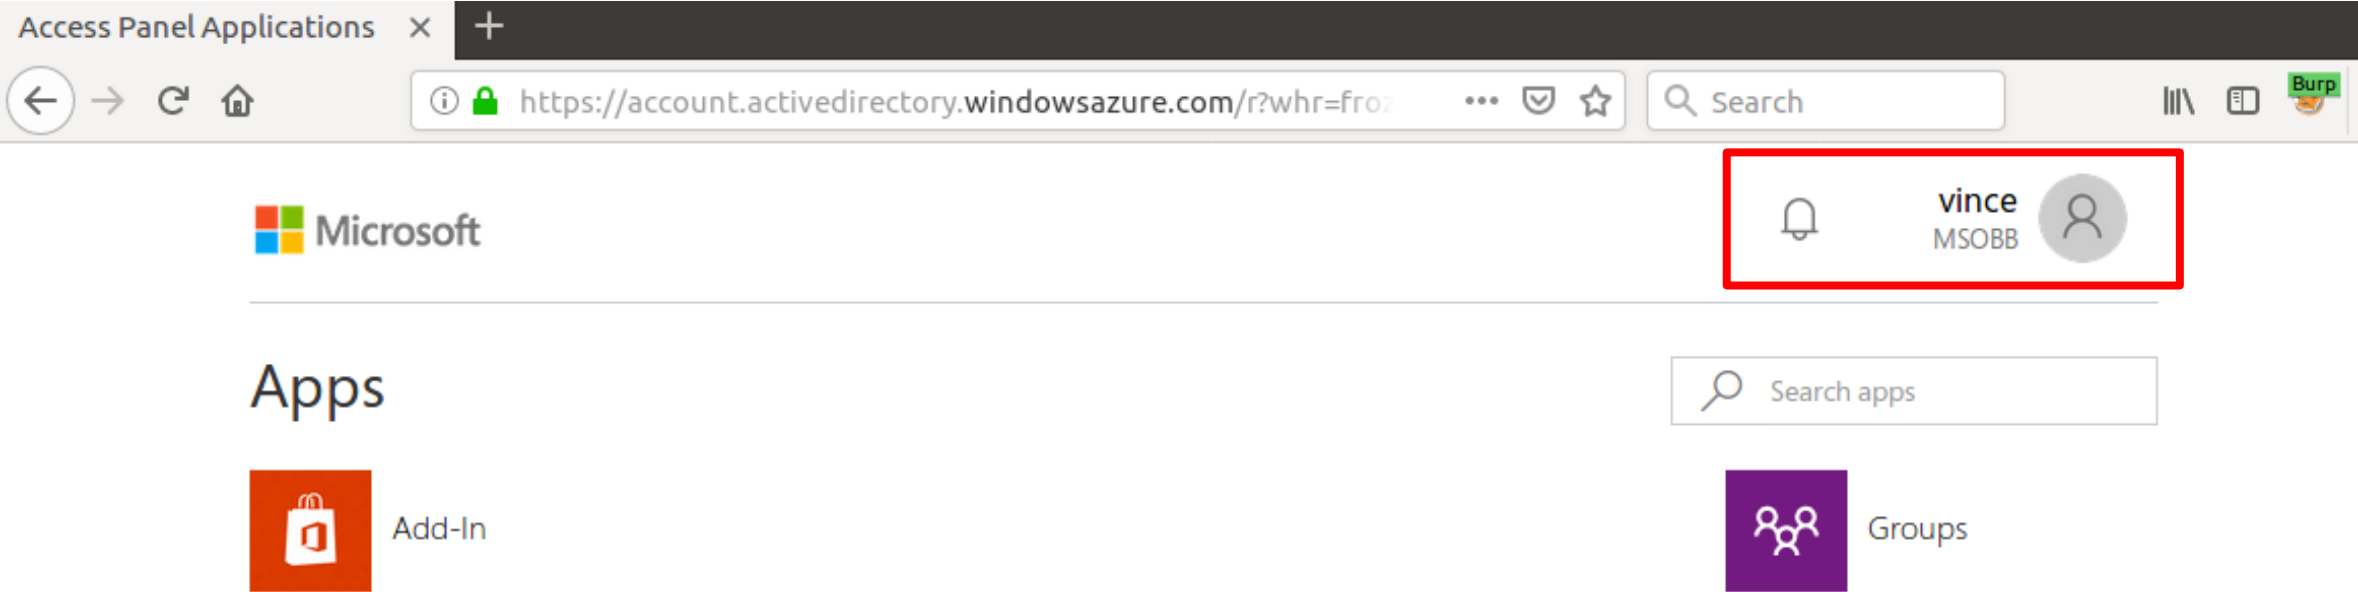 Access Panel Applications
https://account.activedirectory.windowsazure.com/r?whr=froz
Search
Burp
Microsoft
vince
MSOBB
Apps
Search apps
Add-In
Groups